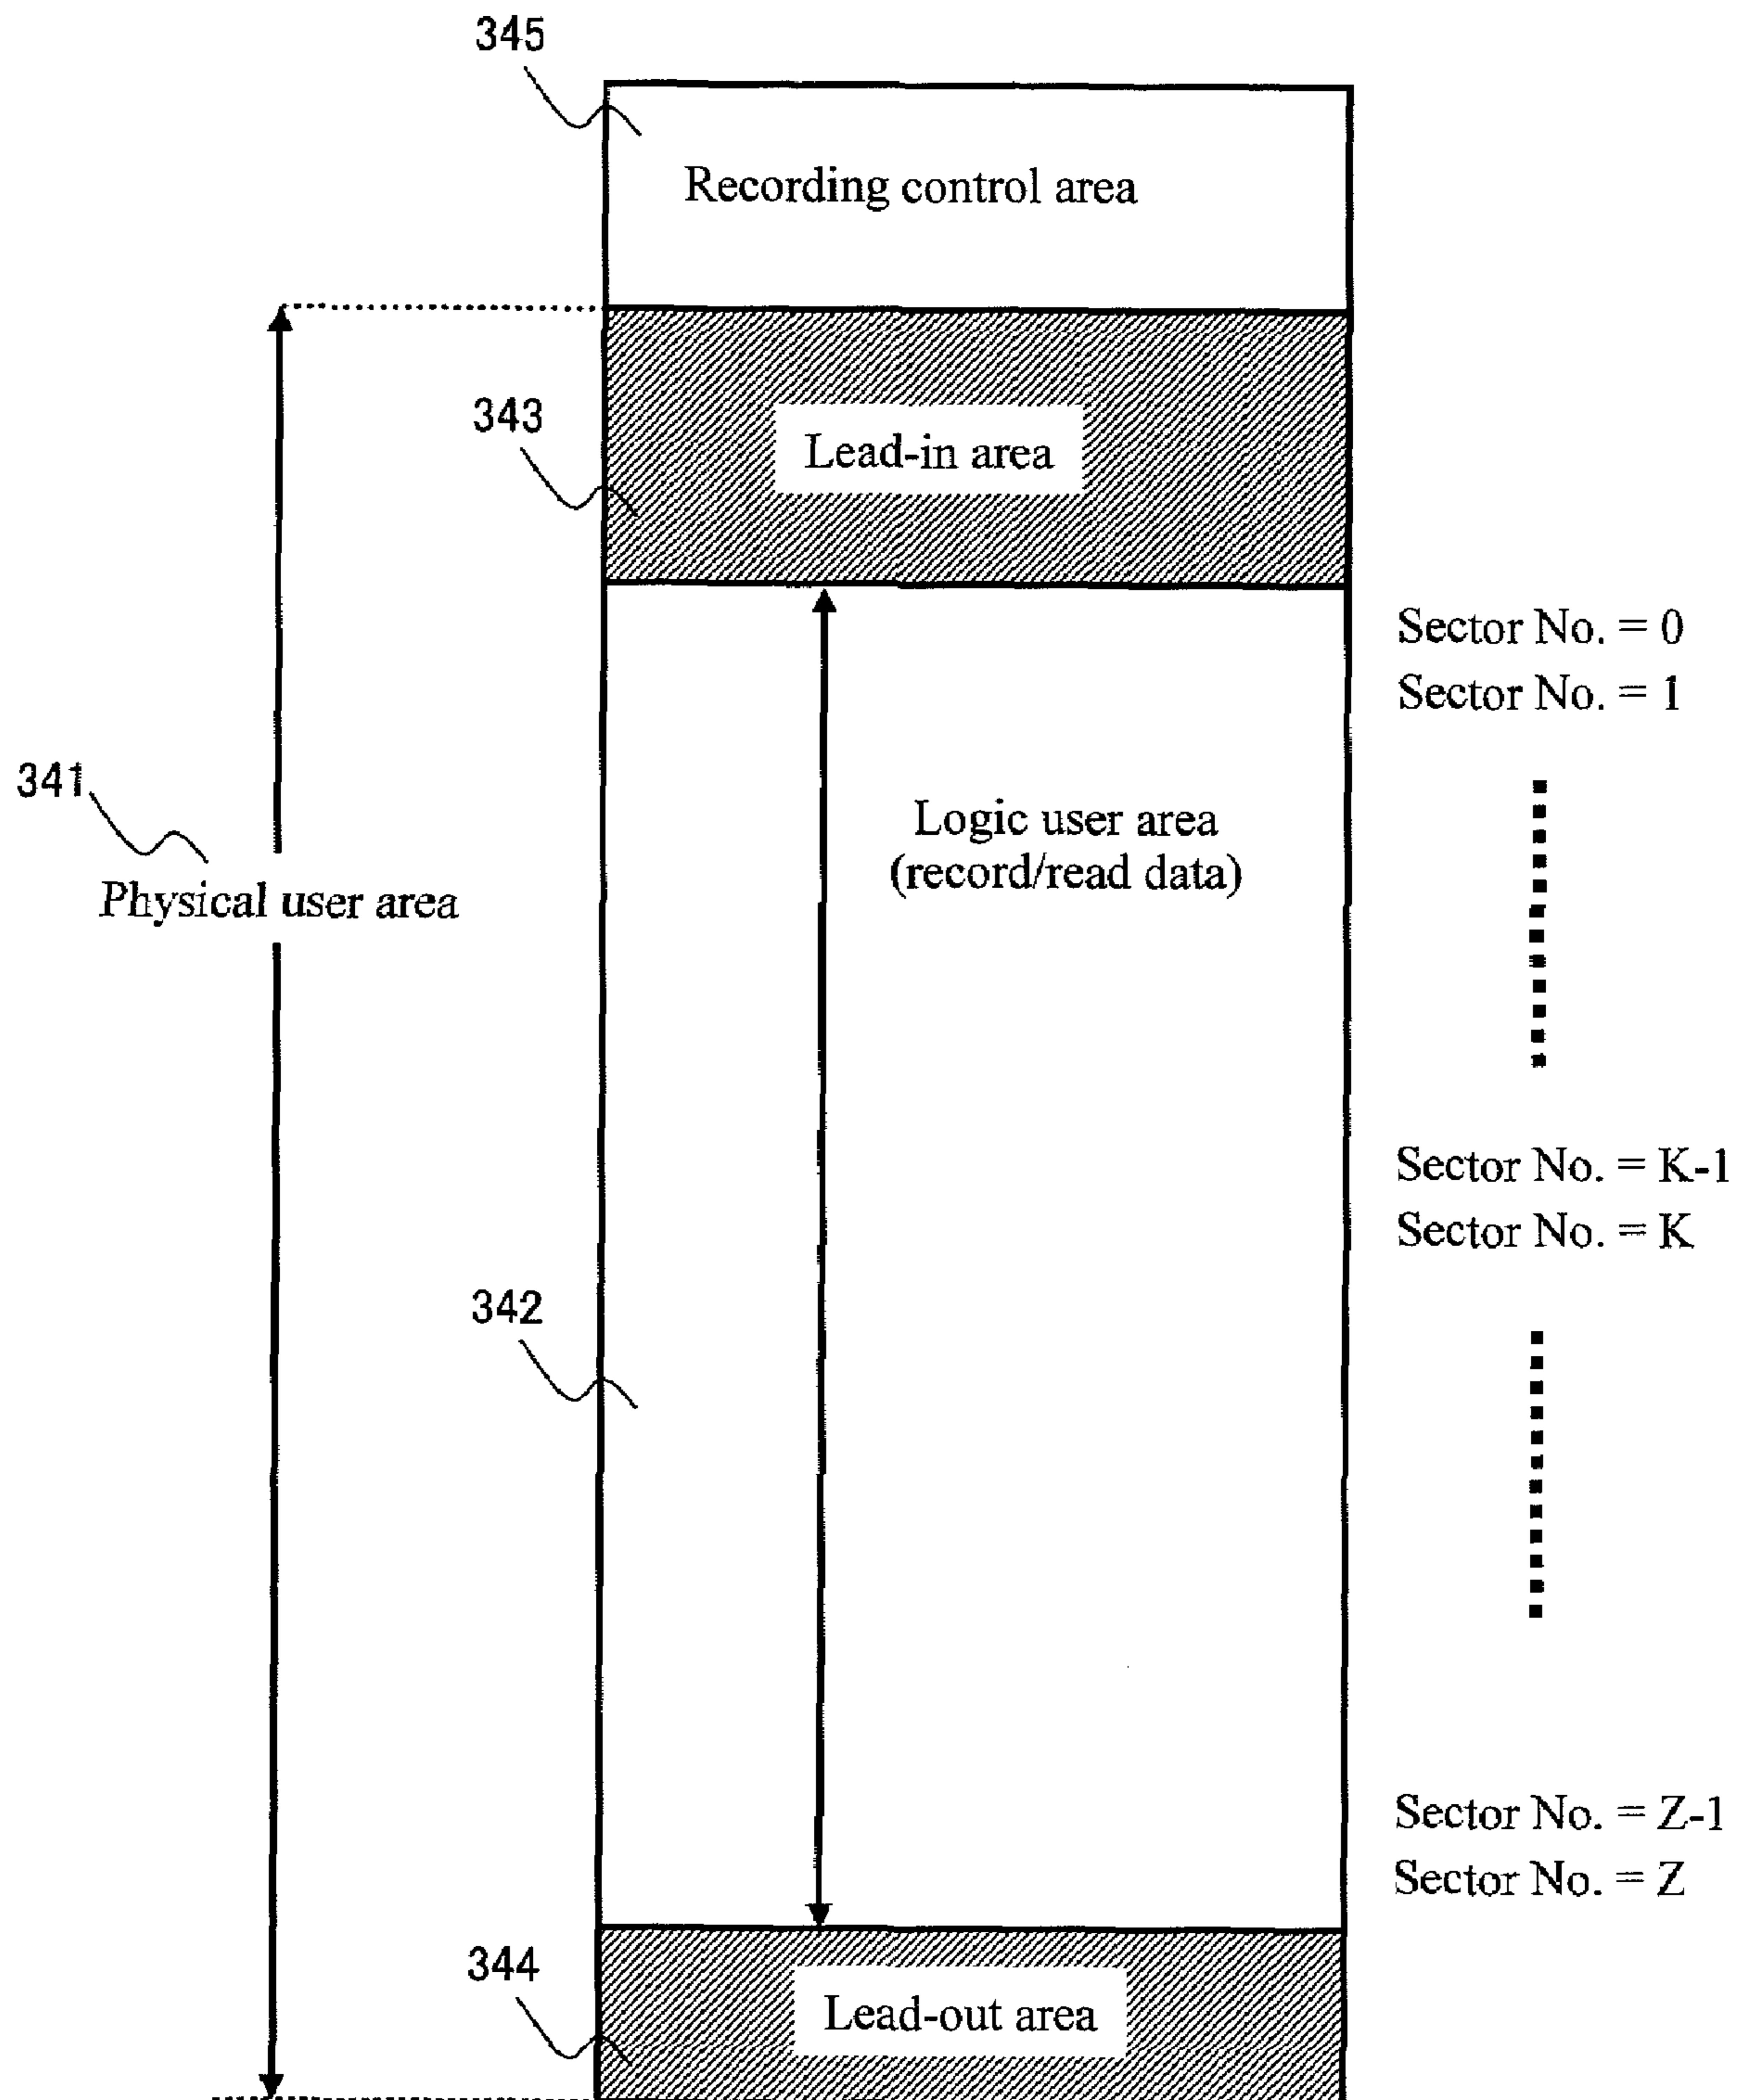 345
Recording control area
343
Lead-in area
Sector No. = 0
Sector No. = 1
341
Physical user area
Logic user area
(record/read data)
Sector No. = K-1
Sector No. = K
342
Sector No. = Z-1
Sector No. = Z
344
Lead-out area